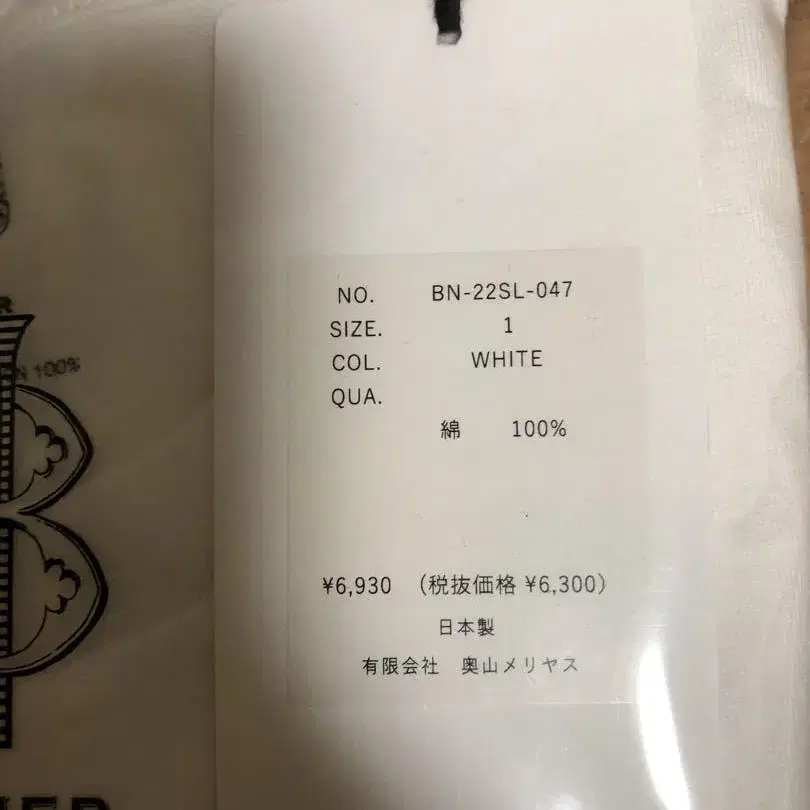 NO. BN-22SL-047
SIZE. 1
COL. WHITE
QUA.
綿 100%
¥6,930 (税抜価格 ¥6,300)
日本製
有限会社 奥山メリヤス
100%